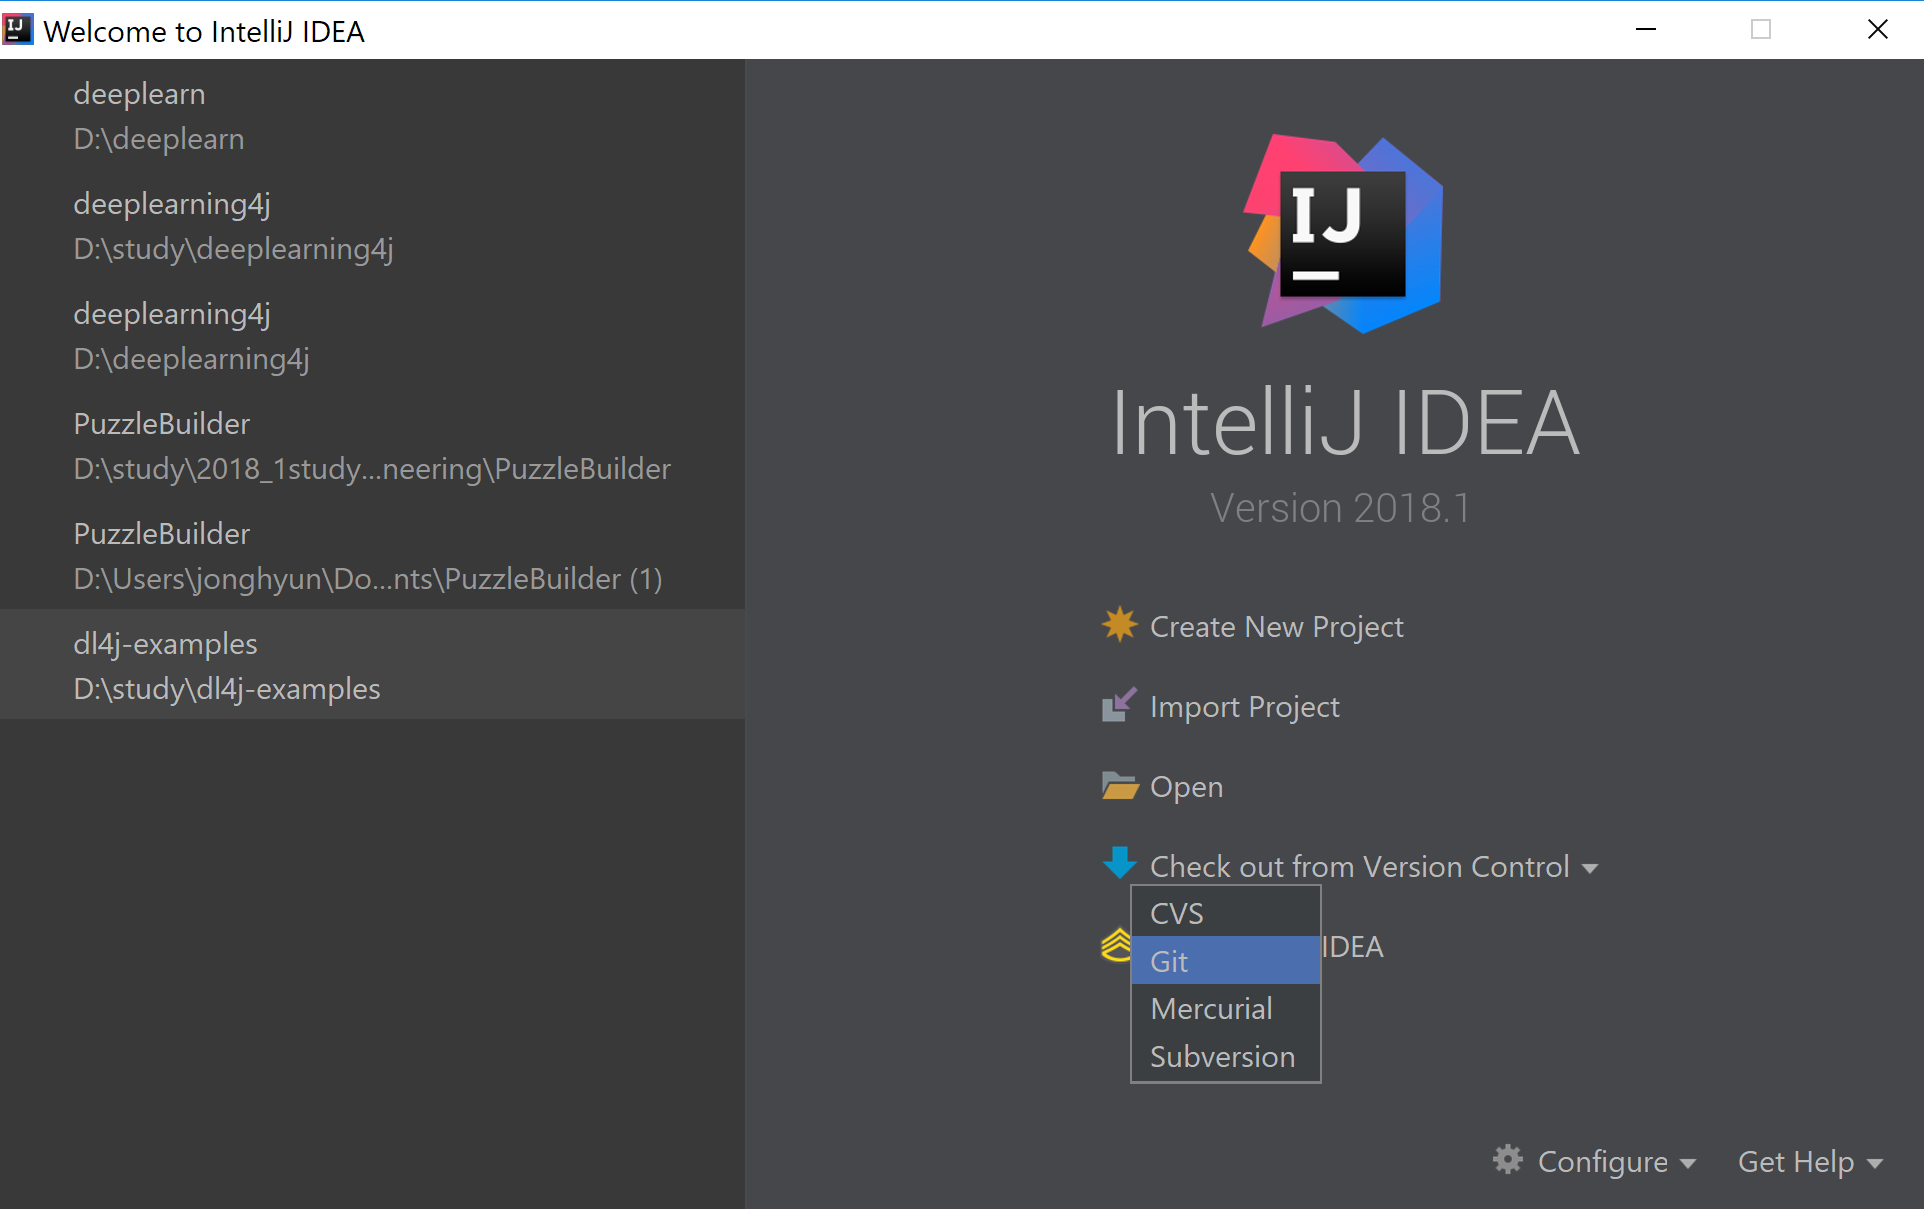 Welcome to IntelliJ IDEA
deeplearn
D:\deeplearn
deeplearning4j
D:\study\deeplearning4j
deeplearning4j
D:\deeplearning4j
PuzzleBuilder
D:\study\2018_1study...neering\PuzzleBuilder
PuzzleBuilder
D:\Users\jonghyun\Do...nts\PuzzleBuilder (1)
dl4j-examples
D:\study\dl4j-examples
IJ
IntelliJ IDEA
Version 2018.1
Create New Project
Import Project
Open
Check out from Version Control
IDEA
CVS
Git
Mercurial
Subversion
Configure
Get Help